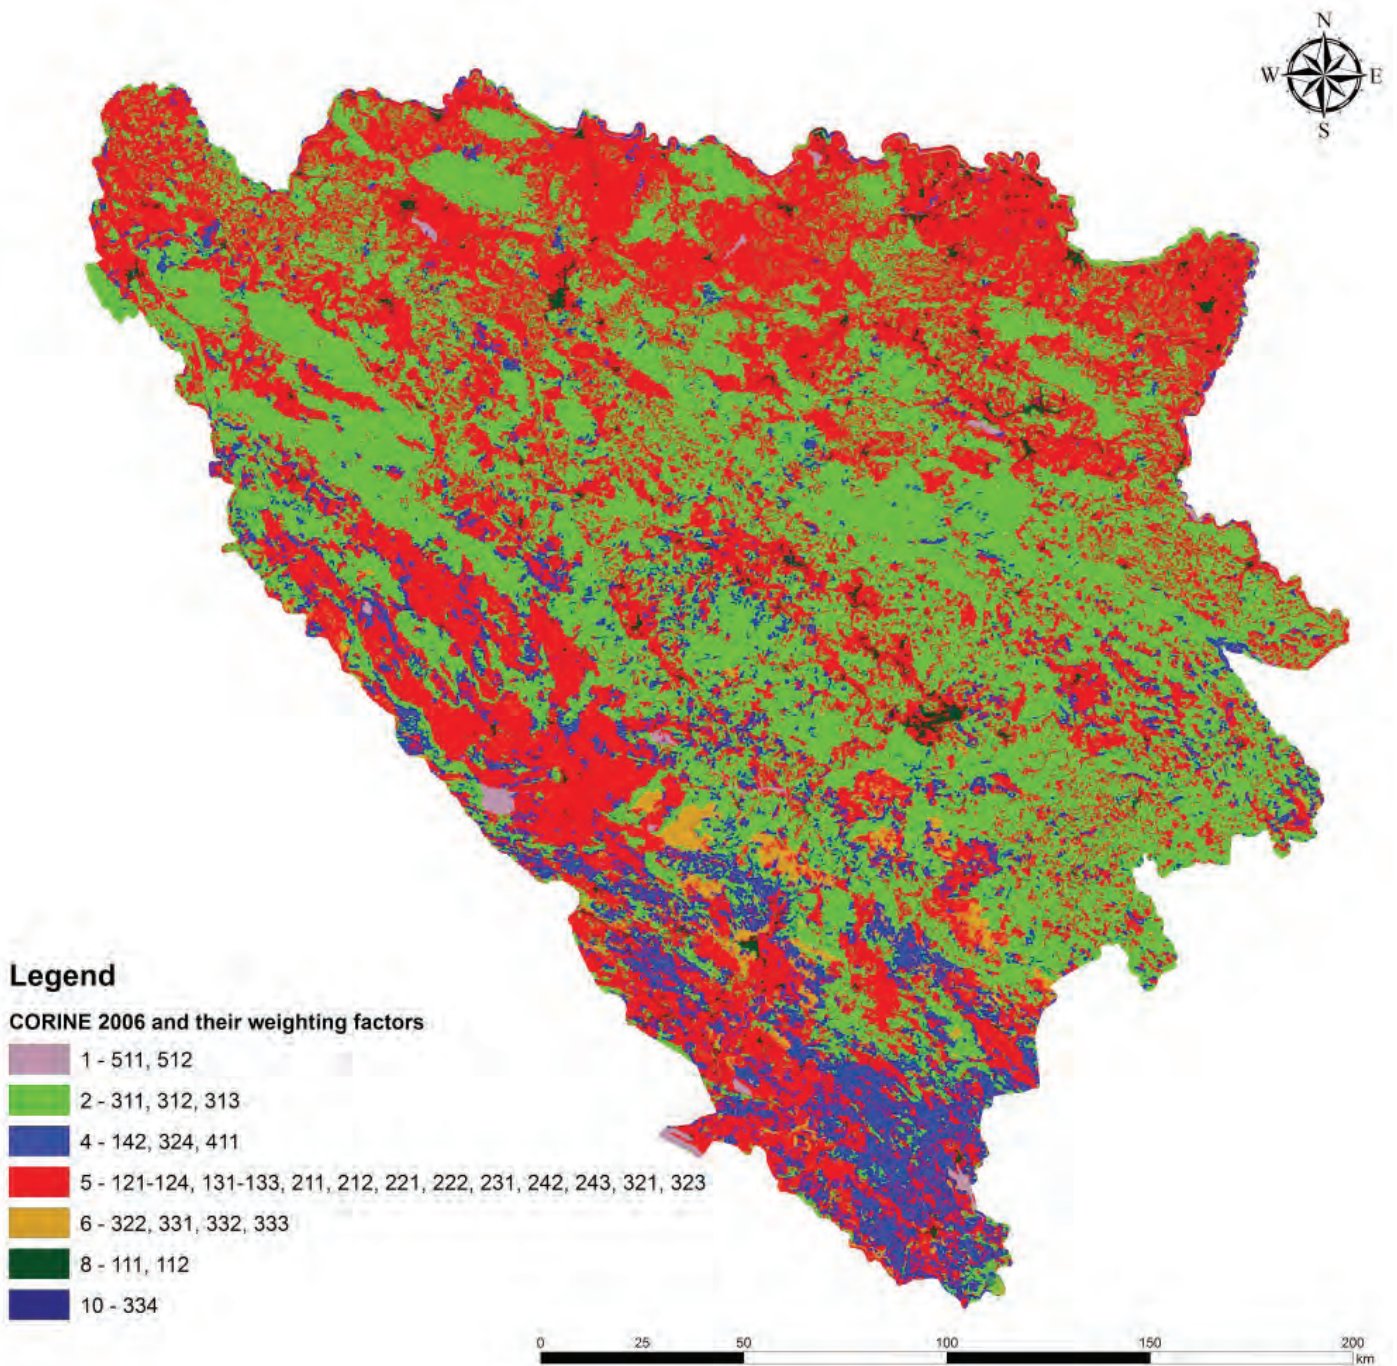 N
W E
S
Legend
CORINE 2006 and their weighting factors
1 - 511, 512
2 - 311, 312, 313
4 - 142, 324, 411
5 - 121-124, 131-133, 211, 212, 221, 222, 231, 242, 243, 321, 323
6 - 322, 331, 332, 333
8 - 111, 112
10 - 334
0 25 50 100 150 200
km